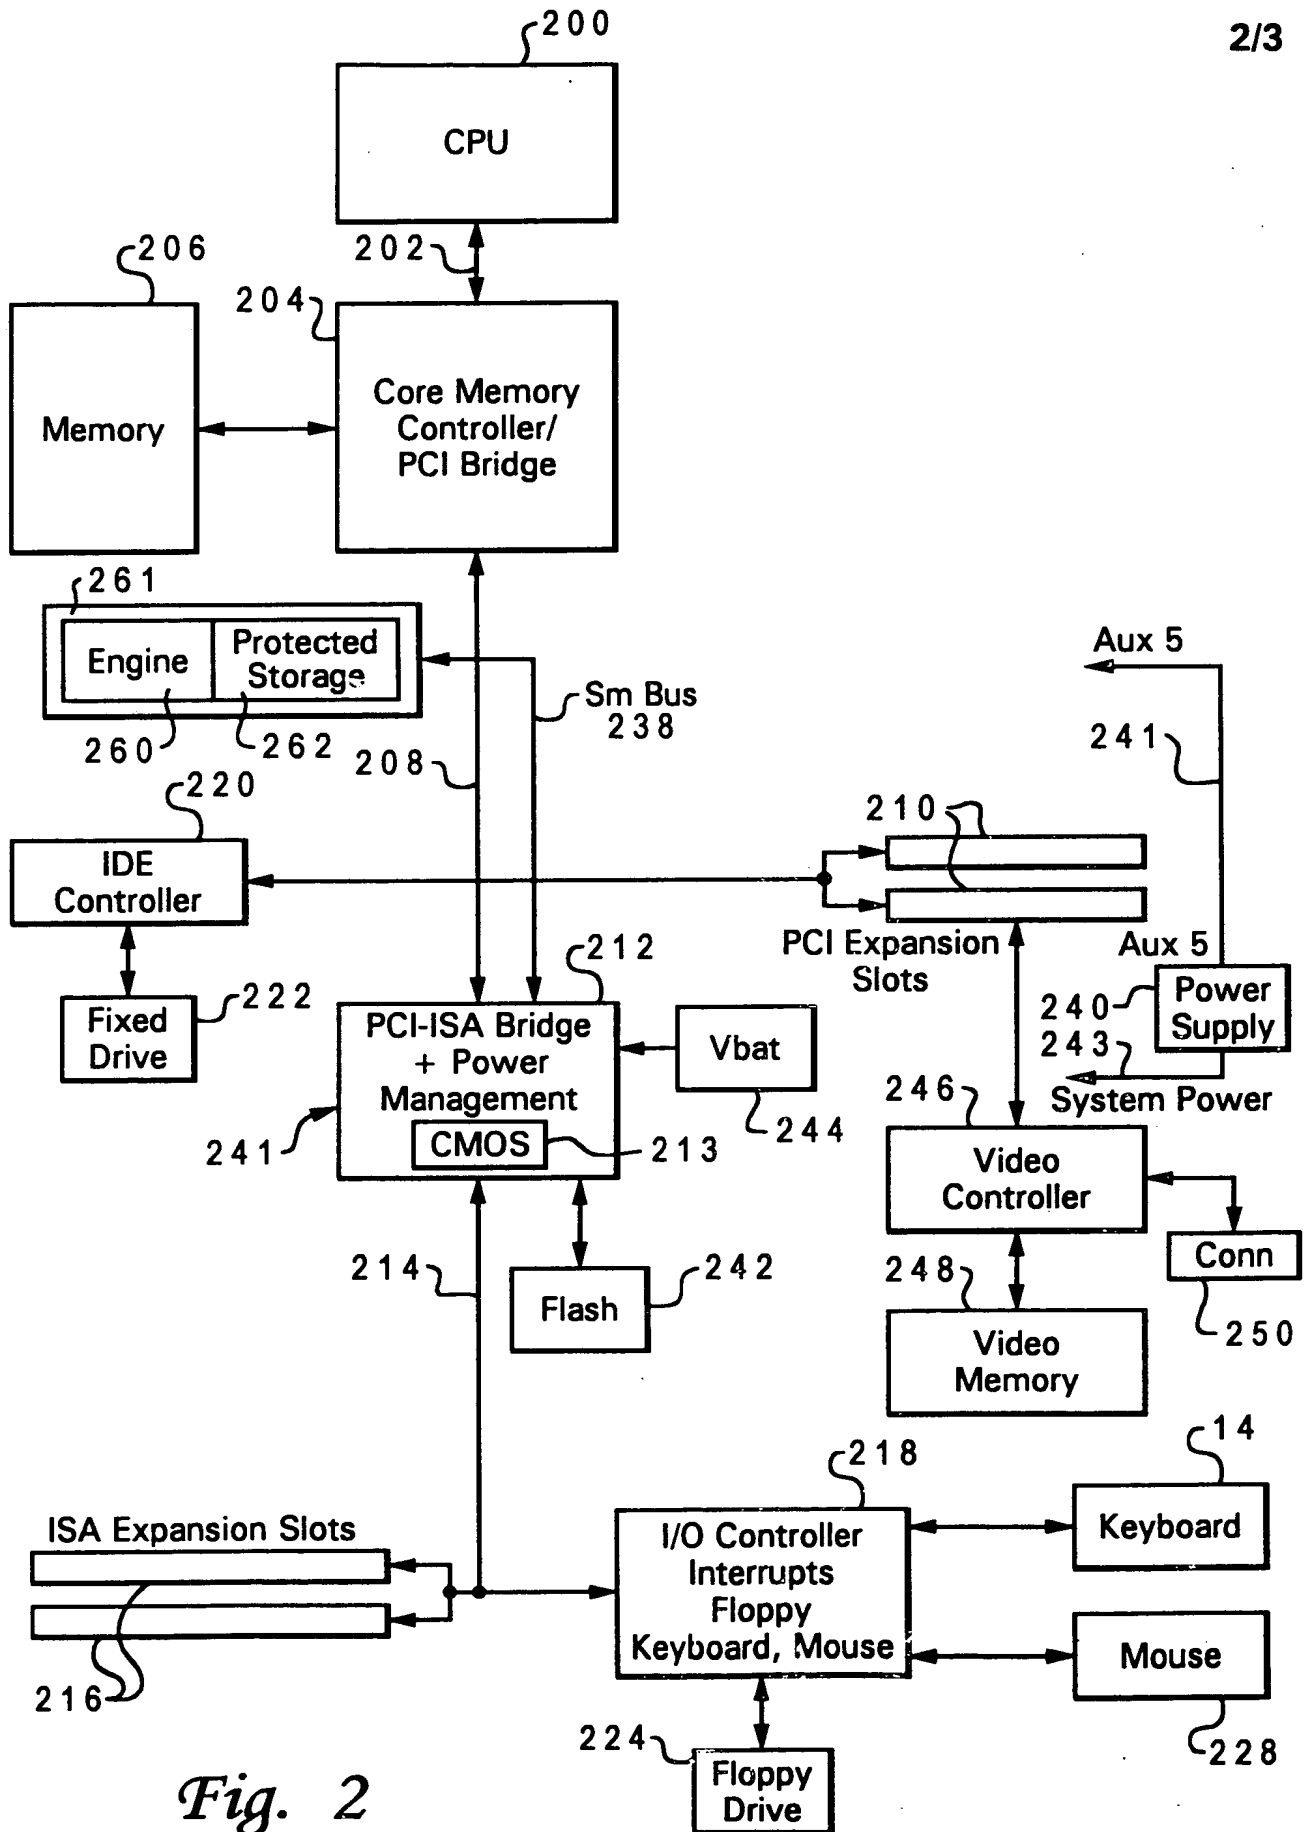 2/3
200
CPU
202
206
204
Memory
Core Memory
Controller/
PCI Bridge
261
Engine
Protected
Storage
260
262
Sm Bus
238
208
Aux 5
241
220
IDE
Controller
210
PCI Expansion
Slots
Aux 5
240
Power
Supply
243
System Power
222
Fixed
Drive
212
PCI-ISA Bridge
+ Power
Management
CMOS
213
241
Vbat
244
246
Video
Controller
Conn
250
248
Video
Memory
214
242
Flash
ISA Expansion Slots
216
218
I/O Controller
Interrupts
Floppy
Keyboard, Mouse
14
Keyboard
Mouse
228
224
Floppy
Drive
Fig. 2